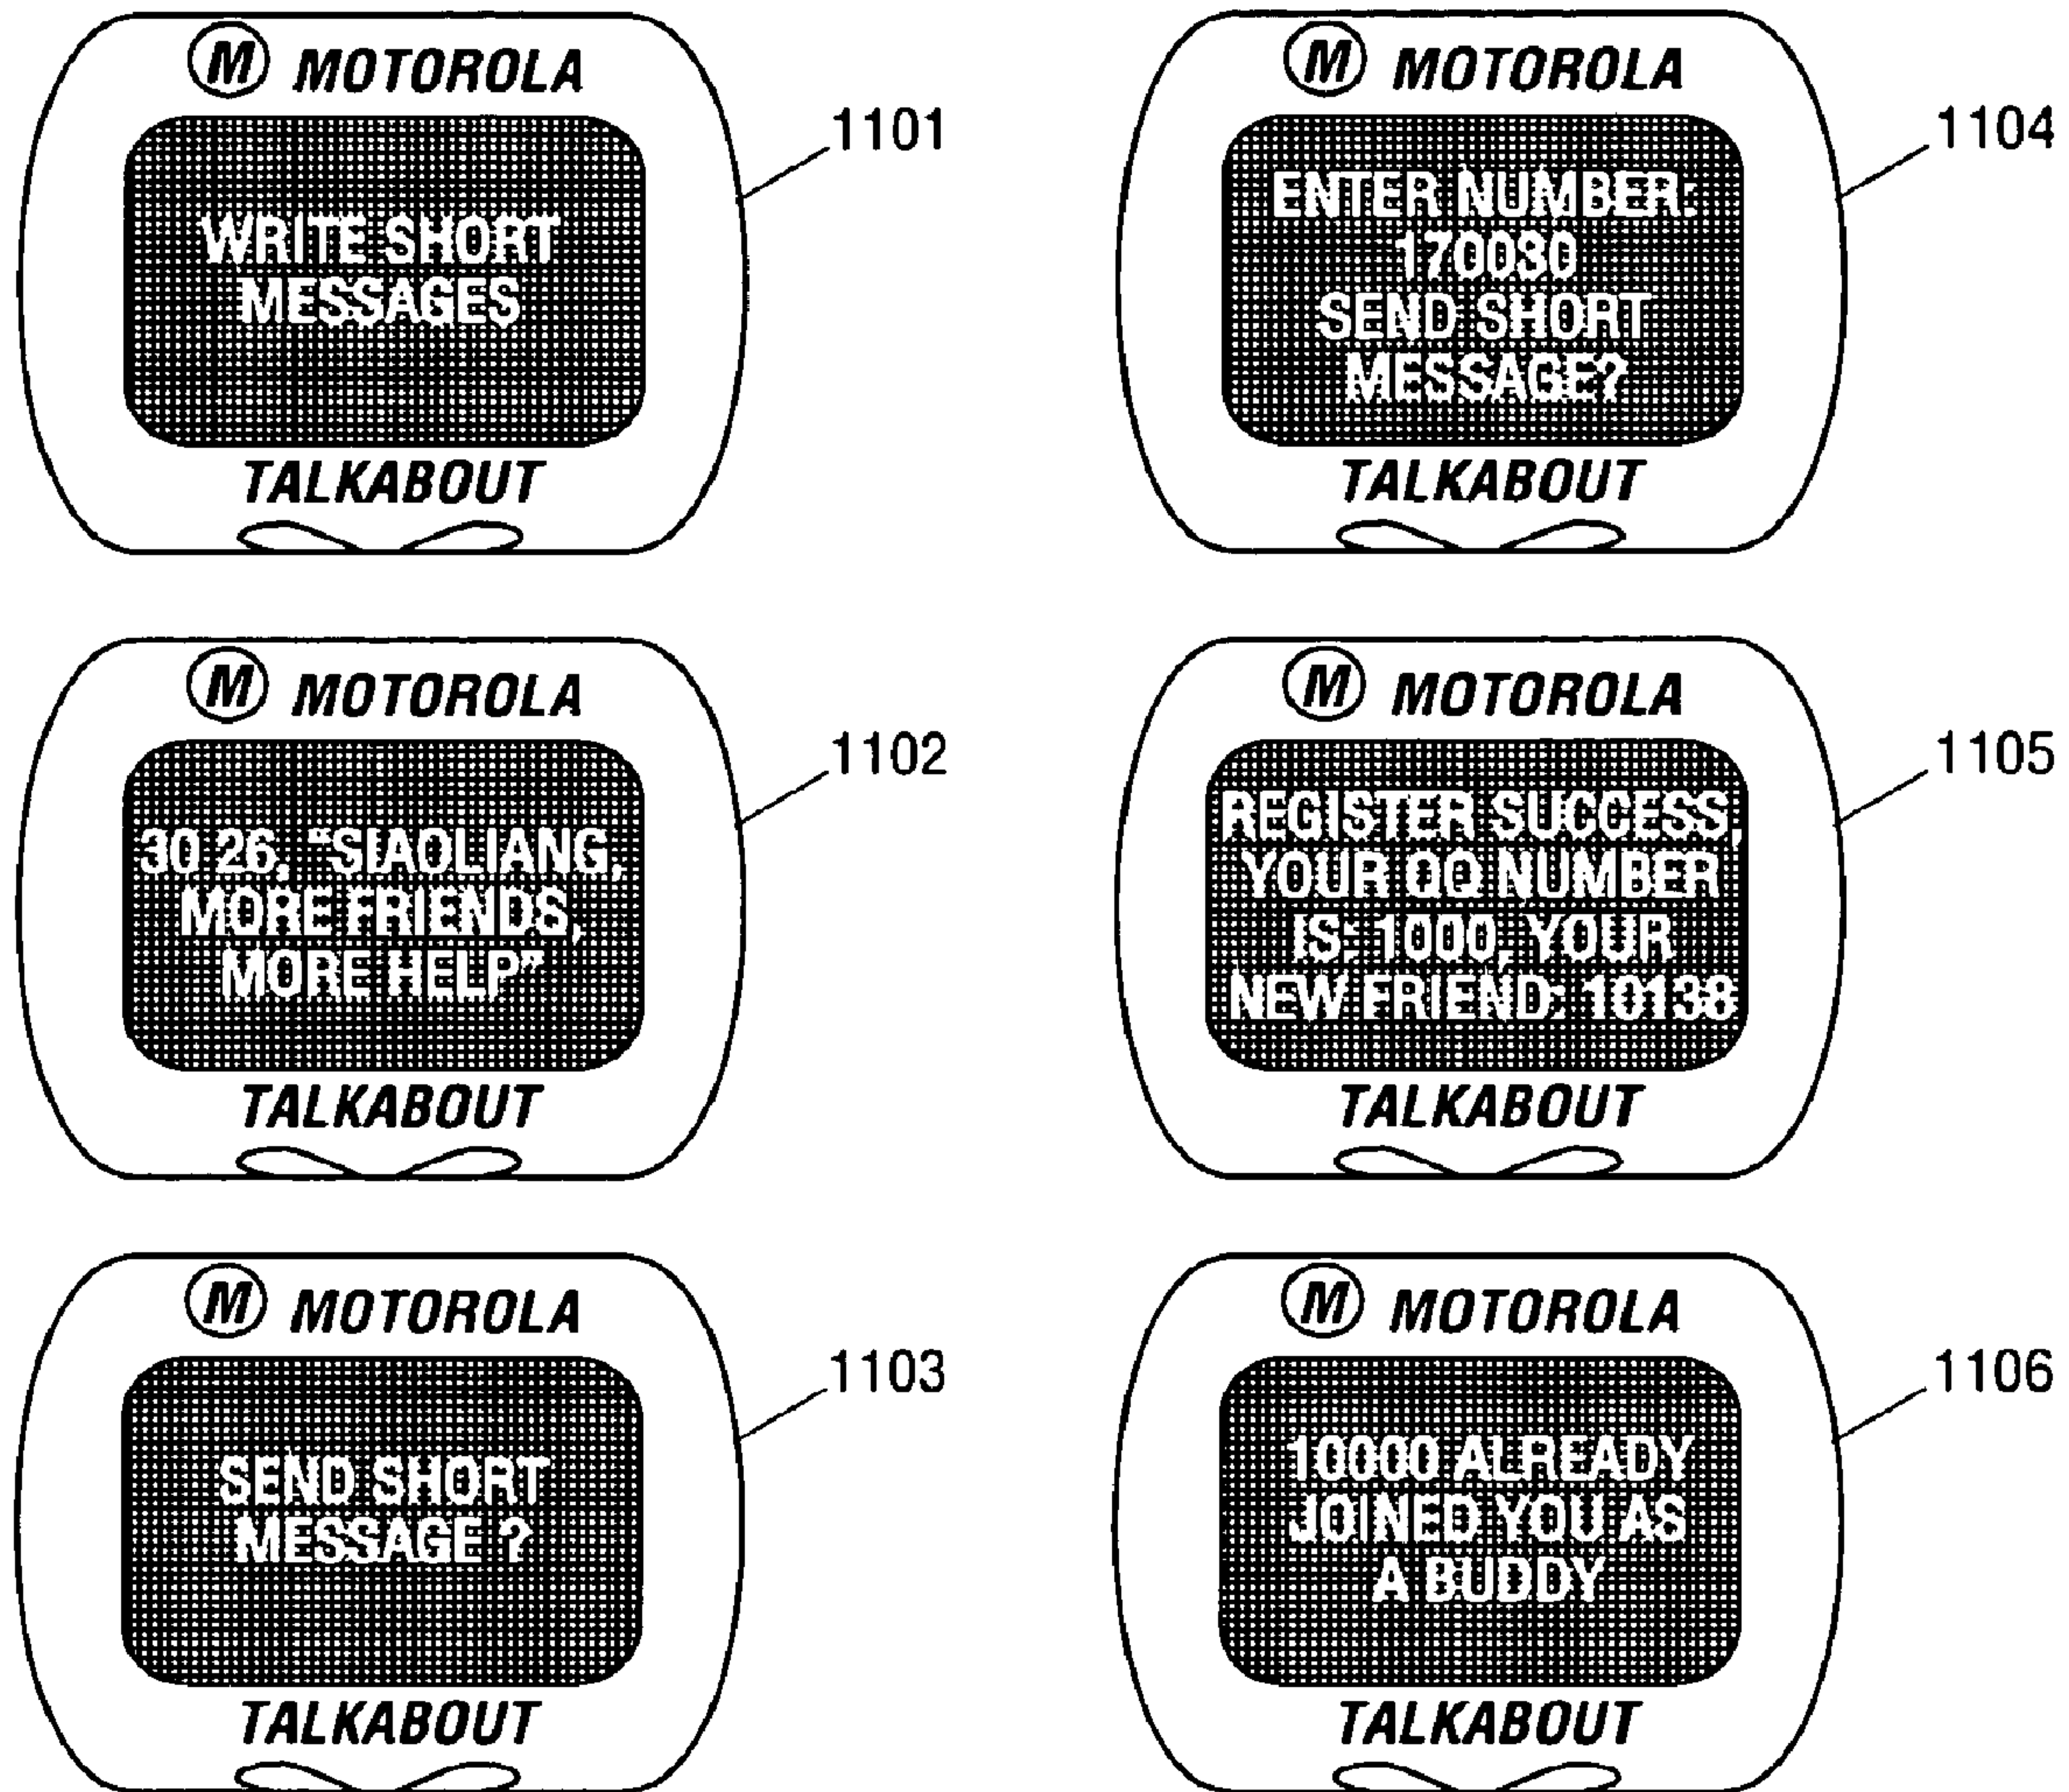 M MOTOROLA
WRITE SHORT
MESSAGES
TALKABOUT
1101
M MOTOROLA
30 26, "SIAOLIANG,
MORE FRIENDS,
MORE HELP"
TALKABOUT
1102
M MOTOROLA
SEND SHORT
MESSAGE ?
TALKABOUT
1103
M MOTOROLA
ENTER NUMBER:
170030
SEND SHORT
MESSAGE?
TALKABOUT
1104
M MOTOROLA
REGISTER SUCCESS,
YOUR QQ NUMBER
IS: 1000, YOUR
NEW FRIEND: 10138
TALKABOUT
1105
M MOTOROLA
10000 ALREADY
JOINED YOU AS
A BUDDY
TALKABOUT
1106